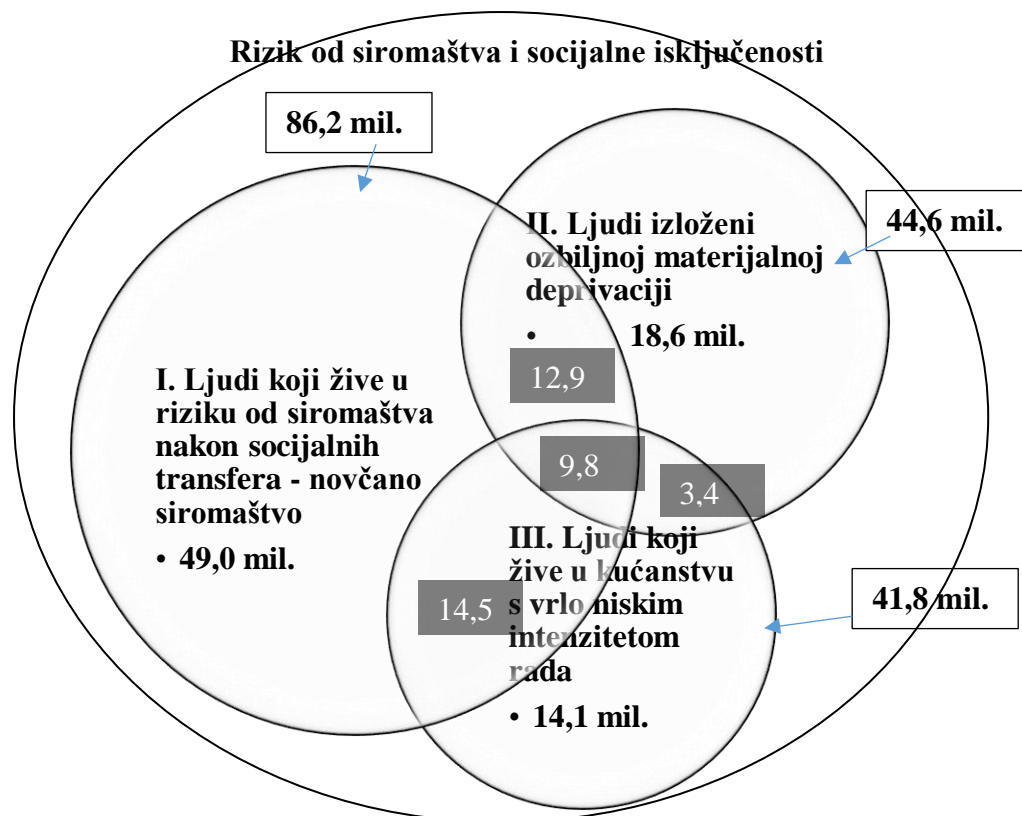 Rizik od siromaštva i socijalne isključenosti
86,2 mil.
44,6 mil.
II. Ljudi izloženi
ozbiljnoj materijalnoj
deprivaciji
• 18,6 mil.
12,9
I. Ljudi koji žive u
riziku od siromaštva
nakon socijalnih
transfera - novčano
siromaštvo
• 49,0 mil.
9,8
3,4
III. Ljudi koji
žive u kućanstvu
s vrlo niskim
intenzitetom
rada
• 14,1 mil.
14,5
41,8 mil.